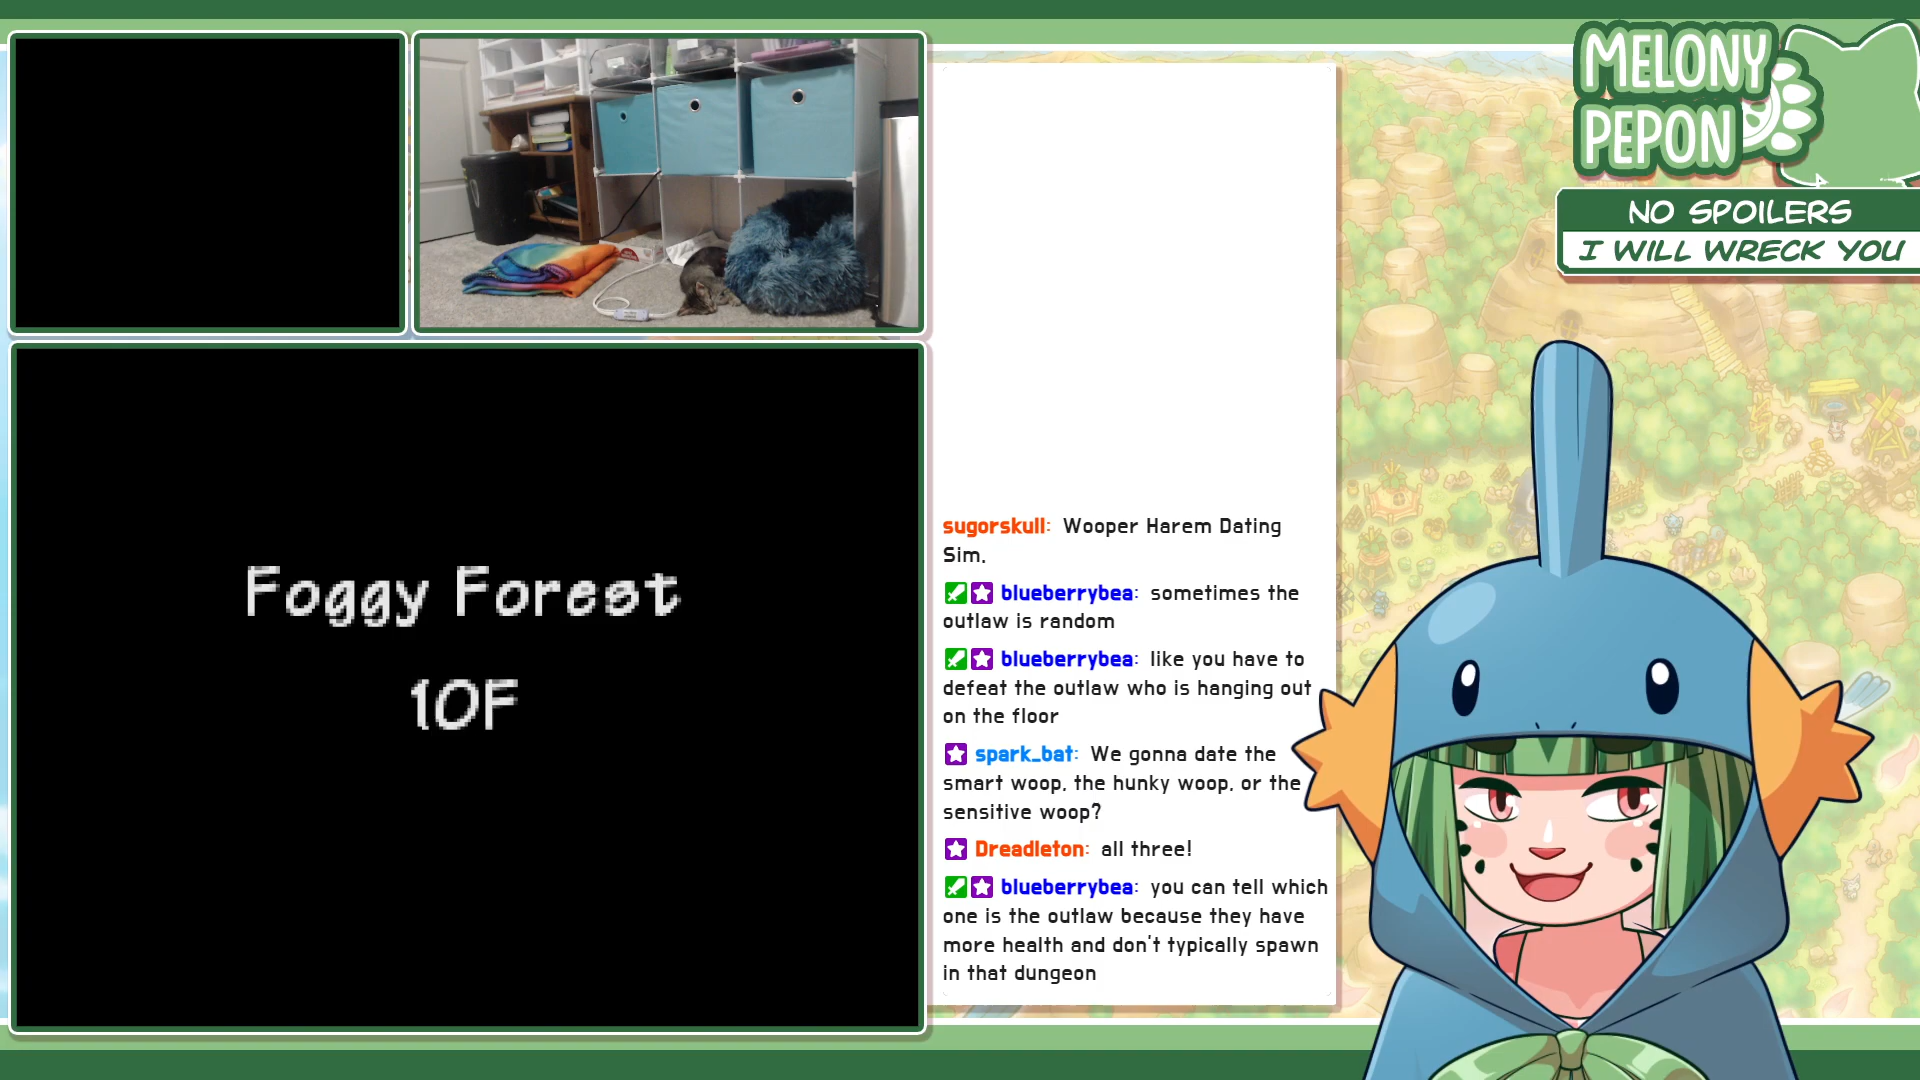 MELONY
PEPON
NO SPOILERS
I WILL WRECK YOU
Foggy Forest
10F
sugorskull: Wooper Harem Dating
Sim.
blueberrybea: sometimes the
outlaw is random
blueberrybea: like you have to
defeat the outlaw who is hanging out
on the floor
spark_bat: We gonna date the
smart woop, the hunky woop, or the
sensitive woop?
Dreadleton: all three!
blueberrybea: you can tell which
one is the outlaw because they have
more health and don't typically spawn
in that dungeon